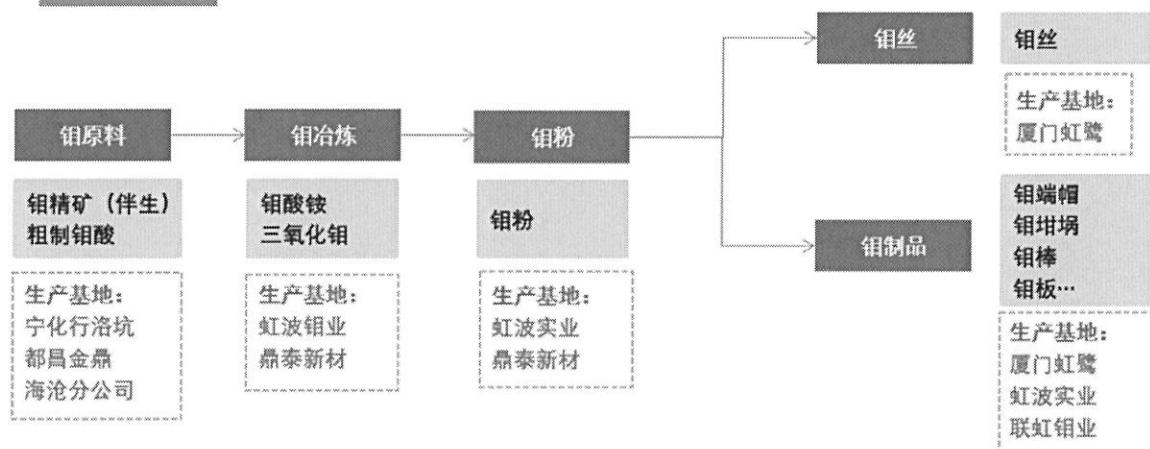 钼原料
钼精矿（伴生）
粗制钼酸
生产基地：
宁化行洛坑
都昌金鼎
海沧分公司
钼冶炼
钼酸铵
三氧化钼
生产基地：
虹波钼业
鼎泰新材
钼粉
钼粉
生产基地：
虹波实业
鼎泰新材
钼丝
钼丝
生产基地：
厦门虹鹭
钼制品
钼端帽
钼坩埚
钼棒
钼板…
生产基地：
厦门虹鹭
虹波实业
联虹钼业